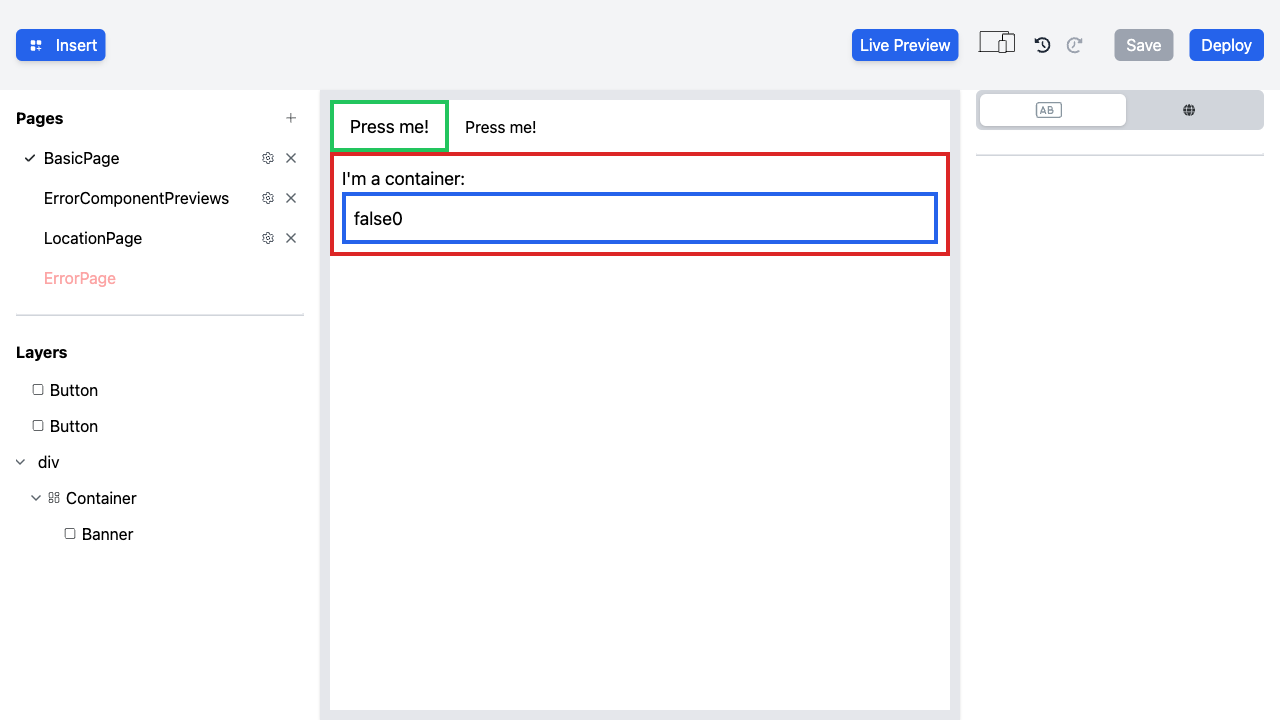 Insert
Live Preview
Save
Deploy
Pages
BasicPage
ErrorComponentPreviews
LocationPage
ErrorPage
Layers
Button
Button
div
Container
Banner
Press me!
Press me!
I'm a container:
false0
AB